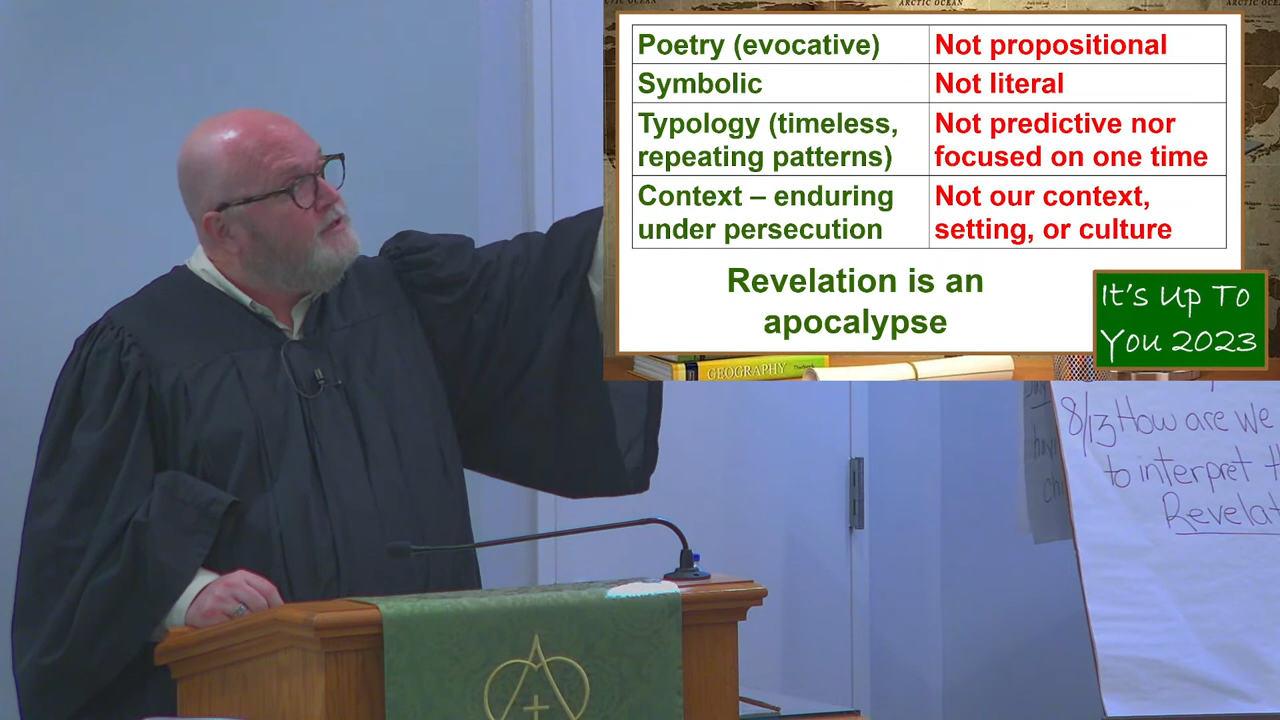 ARCTIC OCEAN
Poetry (evocative) Not propositional
Symbolic Not literal
Typology (timeless, Not predictive nor
repeating patterns) focused on one time
Context – enduring Not our context,
under persecution setting, or culture
Revelation is an
apocalypse
It's Up To
You 2023
GEOGRAPHY
8/13 How are we
to interpret
Revelat